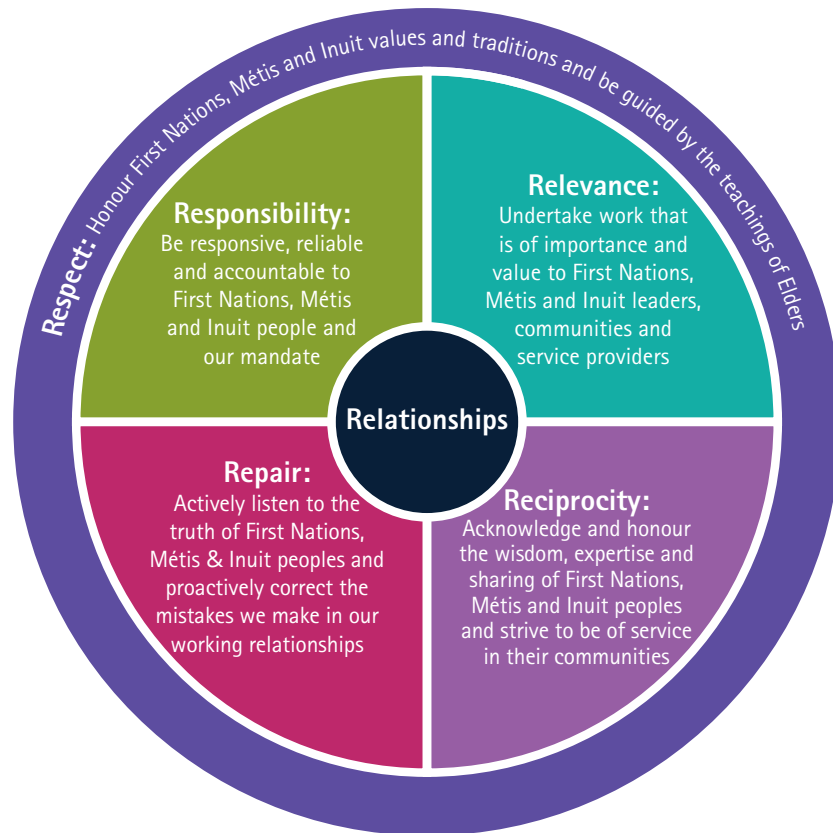 Respect: Honour First Nations, Métis and Inuit values and traditions and be guided by the teachings of Elders
Responsibility:
Be responsive, reliable
and accountable to
First Nations, Métis
and Inuit people and
our mandate
Relevance:
Undertake work that
is of importance and
value to First Nations,
Métis and Inuit leaders,
communities and
service providers
Relationships
Repair:
Actively listen to the
truth of First Nations,
Métis & Inuit peoples and
proactively correct the
mistakes we make in our
working relationships
Reciprocity:
Acknowledge and honour
the wisdom, expertise and
sharing of First Nations,
Métis and Inuit peoples
and strive to be of service
in their communities